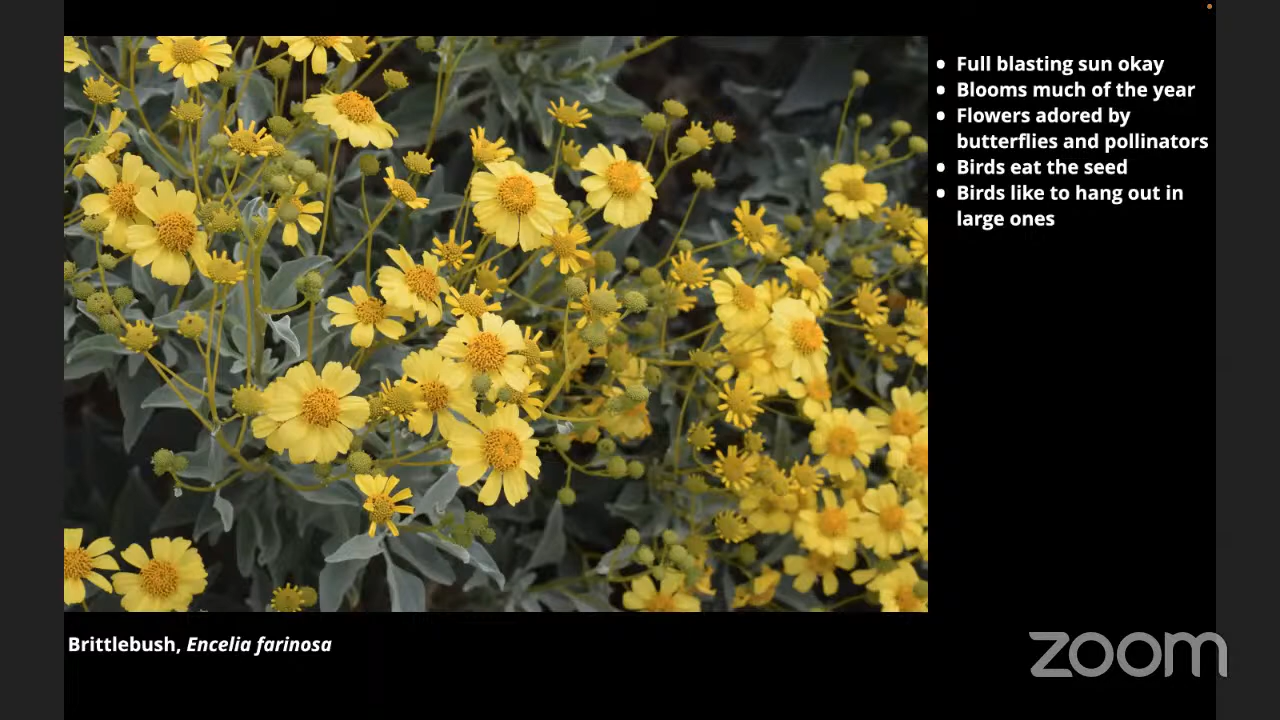 • Full blasting sun okay
• Blooms much of the year
• Flowers adored by
butterflies and pollinators
• Birds eat the seed
• Birds like to hang out in
large ones
Brittlebush, Encelia farinosa
zoom